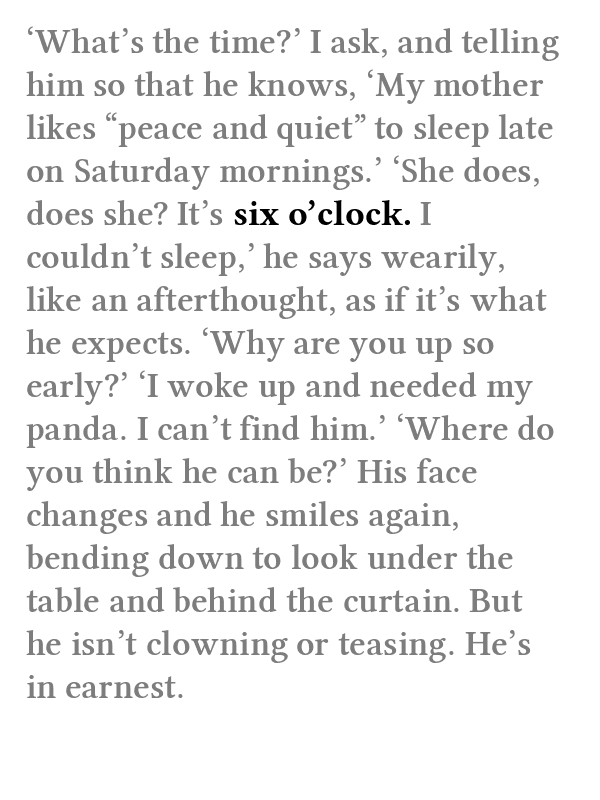 ‘What’s the time?’ I ask, and telling
him so that he knows, ‘My mother
likes “peace and quiet” to sleep late
on Saturday mornings.’ ‘She does,
does she? It’s six o’clock. I
couldn’t sleep,’ he says wearily,
like an afterthought, as if it’s what
he expects. ‘Why are you up so
early?’ ‘I woke up and needed my
panda. I can’t find him.’ ‘Where do
you think he can be?’ His face
changes and he smiles again,
bending down to look under the
table and behind the curtain. But
he isn’t clowning or teasing. He’s
in earnest.